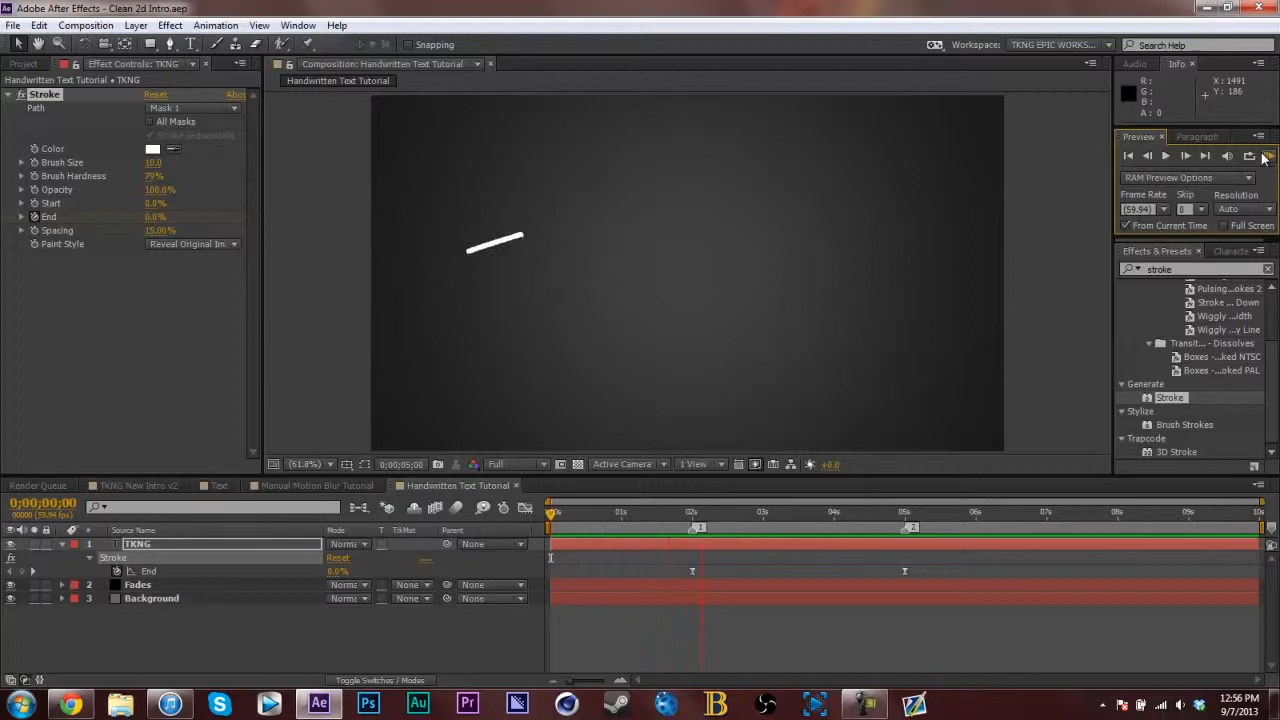 Adobe After Effects - Clean 2d Intro.aep
File Edit Composition Layer Effect Animation View Window Help
Snapping Workspace: TKNG EPIC WORKS... Search Help
Project Effect Controls: TKNG Composition: Handwritten Text Tutorial Audio Info
Handwritten Text Tutorial • TKNG Handwritten Text Tutorial
R: X: 1491
G: Y: 186
B:
A: 0
Stroke Reset Abou
Path Mask 1
All Masks
Stroke Sequentially
Color
Brush Size 10.0
Brush Hardness 79%
Opacity 100.0%
Start 0.0%
End 0.0%
Spacing 15.00%
Paint Style Reveal Original Im
Preview Paragraph
RAM Preview Options
Frame Rate Skip Resolution
(59.94) 0 Auto
From Current Time Full Screen
Effects & Presets Characte
stroke
Pulsing...okes 2
Stroke ... Down
Wiggly ...idth
Wiggly ...y Line
Transit... - Dissolves
Boxes -...ked NTSC
Boxes -...oked PAL
Generate
Stroke
Stylize
Brush Strokes
Trapcode
3D Stroke
(61.8%) 0;00;05;00 Full Active Camera 1 View +0.0
Render Queue TKNG New Intro v2 Text Manual Motion Blur Tutorial Handwritten Text Tutorial
0;00;00;00
00000 (59.94 fps)
00s 01s 02s 03s 04s 05s 06s 07s 08s 09s 10s
1 2
# Source Name Mode T TrkMat Parent
1 T TKNG Norma None
fx Stroke Reset
End 0.0%
2 Fades Norma None None
3 Background Norma None None
Toggle Switches / Modes
Ae Ps Au Pr B
12:56 PM
9/7/2013